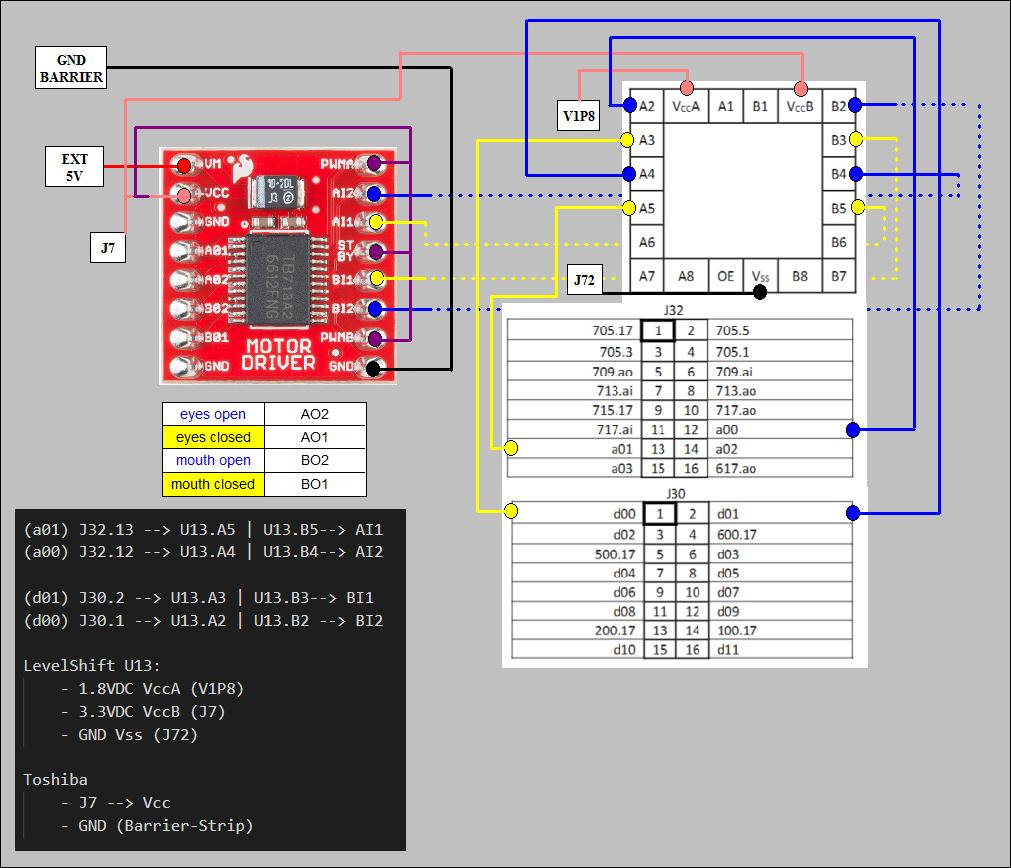 GND
BARRIER
EXT
5V
J7
V1P8
J72
VM
VCC
GND
A01
A02
B02
B01
GND
PWMA
AI2
AI1
ST
BY
BI1
BI2
PWMB
GND
10-20L
J3 2
TB713A2
6612FNG
MOTOR
DRIVER
A2 VccA A1 B1 VccB B2
A3 B3
A4 B4
A5 B5
A6 B6
A7 A8 OE Vss B8 B7
J32
705.17 1 2 705.5
705.3 3 4 705.1
709.ao 5 6 709.ai
713.ai 7 8 713.ao
715.17 9 10 717.ao
717.ai 11 12 a00
a01 13 14 a02
a03 15 16 617.ao
J30
d00 1 2 d01
d02 3 4 600.17
500.17 5 6 d03
d04 7 8 d05
d06 9 10 d07
d08 11 12 d09
200.17 13 14 100.17
d10 15 16 d11
eyes open AO2
eyes closed AO1
mouth open BO2
mouth closed BO1
(a01) J32.13 --> U13.A5 | U13.B5--> AI1
(a00) J32.12 --> U13.A4 | U13.B4--> AI2
(d01) J30.2 --> U13.A3 | U13.B3--> BI1
(d00) J30.1 --> U13.A2 | U13.B2 --> BI2
LevelShift U13:
- 1.8VDC VccA (V1P8)
- 3.3VDC VccB (J7)
- GND Vss (J72)
Toshiba
- J7 --> Vcc
- GND (Barrier-Strip)